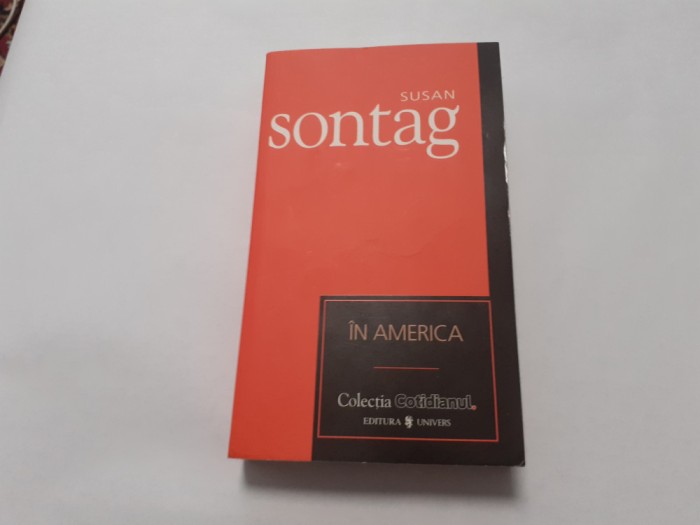 SUSAN
sontag
ÎN AMERICA
Colecția Cotidianul.
EDITURA UNIVERS